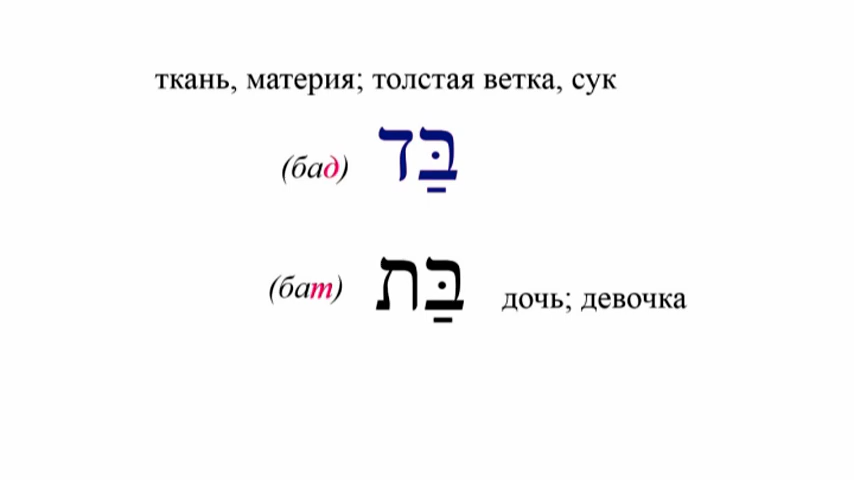 ткань, материя; толстая ветка, сук
(бад) בַּד
(бат) בַּת дочь; девочка